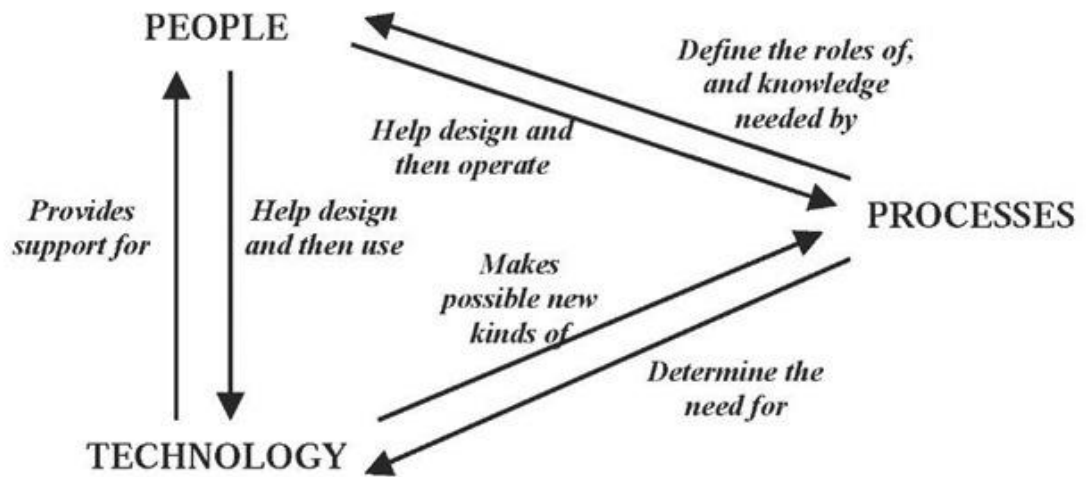 PEOPLE
Define the roles of,
and knowledge
needed by
Help design and
then operate
Provides
support for
Help design
and then use
PROCESSES
Makes
possible new
kinds of
Determine the
need for
TECHNOLOGY